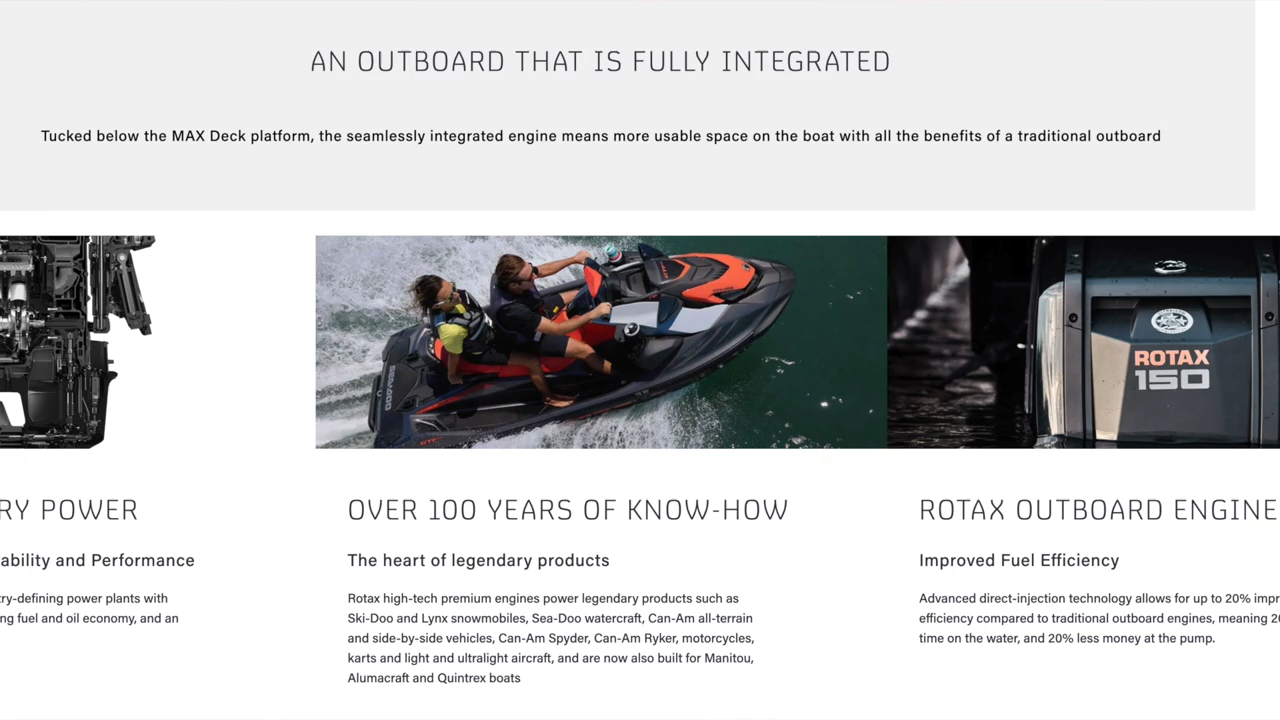 AN OUTBOARD THAT IS FULLY INTEGRATED
Tucked below the MAX Deck platform, the seamlessly integrated engine means more usable space on the boat with all the benefits of a traditional outboard
SEA-DOO
ROTAX
150
RY POWER
ability and Performance
ry-defining power plants with
ng fuel and oil economy, and an
OVER 100 YEARS OF KNOW-HOW
The heart of legendary products
Rotax high-tech premium engines power legendary products such as
Ski-Doo and Lynx snowmobiles, Sea-Doo watercraft, Can-Am all-terrain
and side-by-side vehicles, Can-Am Spyder, Can-Am Ryker, motorcycles,
karts and light and ultralight aircraft, and are now also built for Manitou,
Alumacraft and Quintrex boats
ROTAX OUTBOARD ENGINE
Improved Fuel Efficiency
Advanced direct-injection technology allows for up to 20% impr
efficiency compared to traditional outboard engines, meaning 2
time on the water, and 20% less money at the pump.